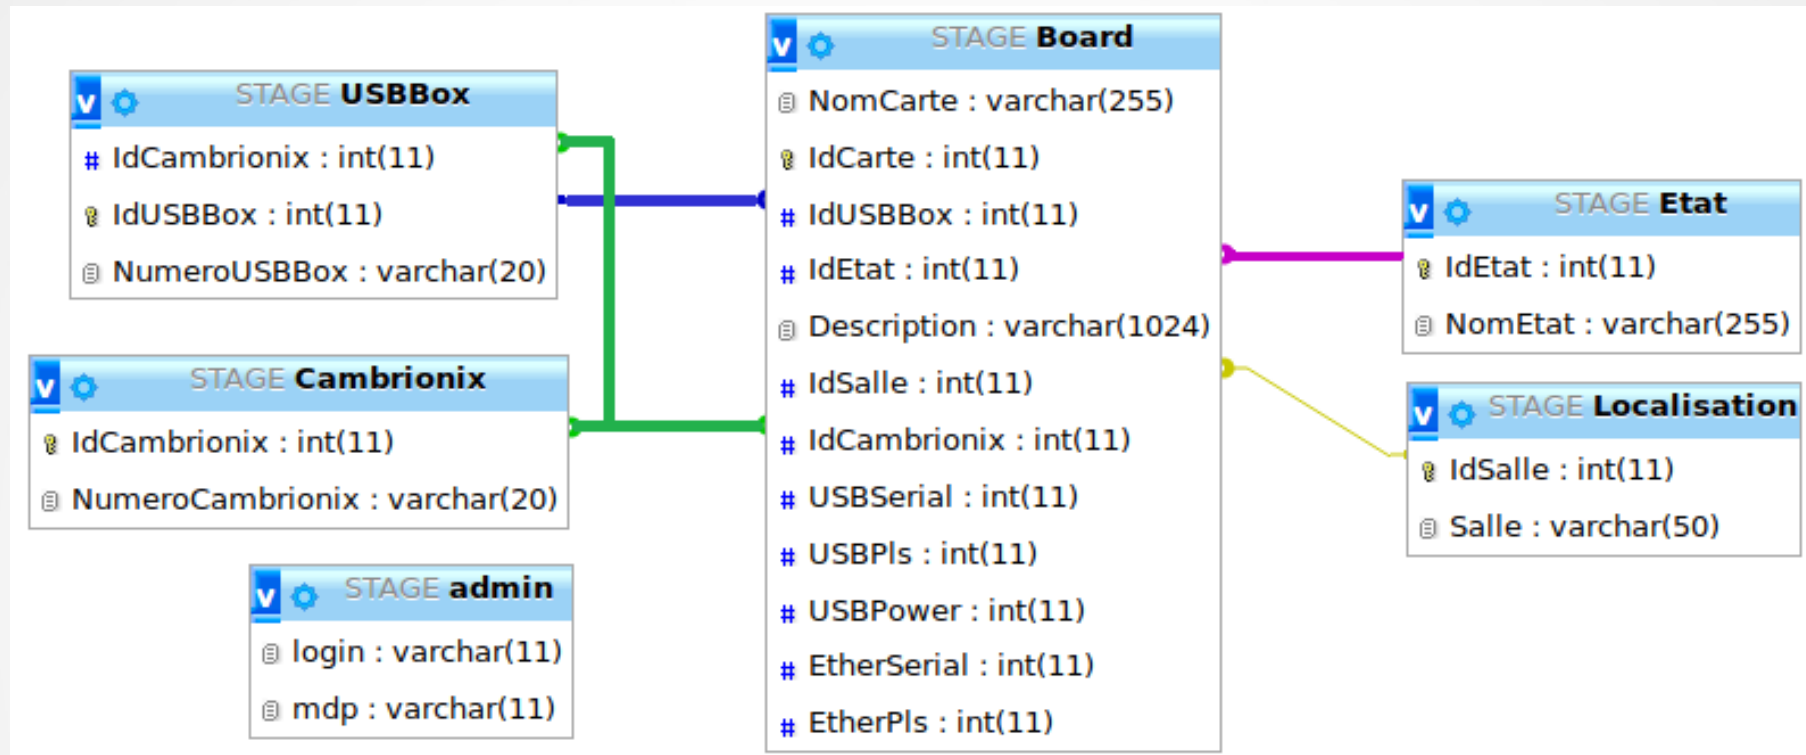 STAGE USBBox
# IdCambrionix : int(11)
IdUSBBox : int(11)
NumeroUSBBox : varchar(20)
STAGE Cambrionix
IdCambrionix : int(11)
NumeroCambrionix : varchar(20)
STAGE admin
login : varchar(11)
mdp : varchar(11)
v STAGE Board
NomCarte : varchar(255)
IdCarte : int(11)
# IdUSBBox : int(11)
# IdEtat : int(11)
Description : varchar(1024)
# IdSalle : int(11)
# IdCambrionix : int(11)
# USBSerial : int(11)
# USBPls : int(11)
# USBPower : int(11)
# EtherSerial : int(11)
# EtherPls : int(11)
v STAGE Etat
IdEtat : int(11)
NomEtat : varchar(255)
v STAGE Localisation
IdSalle : int(11)
Salle : varchar(50)